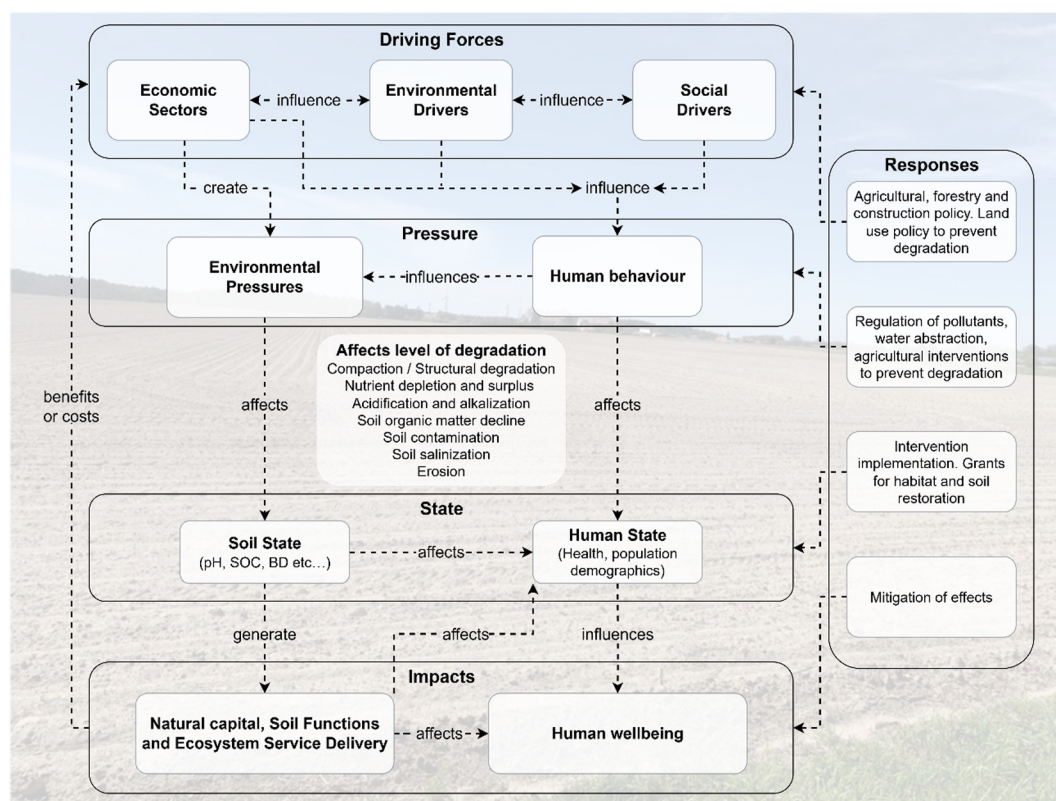 Driving Forces
Economic
Sectors
influence
Environmental
Drivers
influence
Social
Drivers
create
influence
Pressure
Environmental
Pressures
influences
Human behaviour
Affects level of degradation
Compaction / Structural degradation
Nutrient depletion and surplus
Acidification and alkalization
Soil organic matter decline
Soil contamination
Soil salinization
Erosion
affects
affects
benefits
or costs
State
Soil State
(pH, SOC, BD etc...)
affects
Human State
(Health, population
demographics)
generate
affects
influences
Impacts
Natural capital, Soil Functions
and Ecosystem Service Delivery
affects
Human wellbeing
Responses
Agricultural, forestry and
construction policy. Land
use policy to prevent
degradation
Regulation of pollutants,
water abstraction,
agricultural interventions
to prevent degradation
Intervention
implementation. Grants
for habitat and soil
restoration
Mitigation of effects